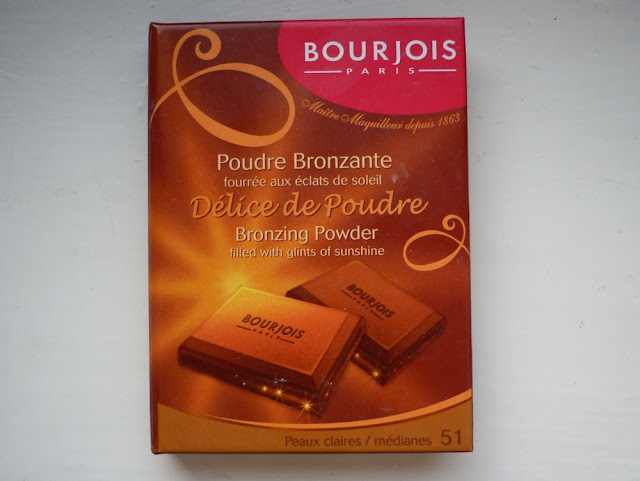 BOURJOIS
PARIS
Maître Maquilleur depuis 1863
Poudre Bronzante
fourrée aux éclats de soleil
Délice de Poudre
Bronzing Powder
filled with glints of sunshine
BOURJOIS
PARIS
BOURJOIS
PARIS
Peaux claires / médianes 51